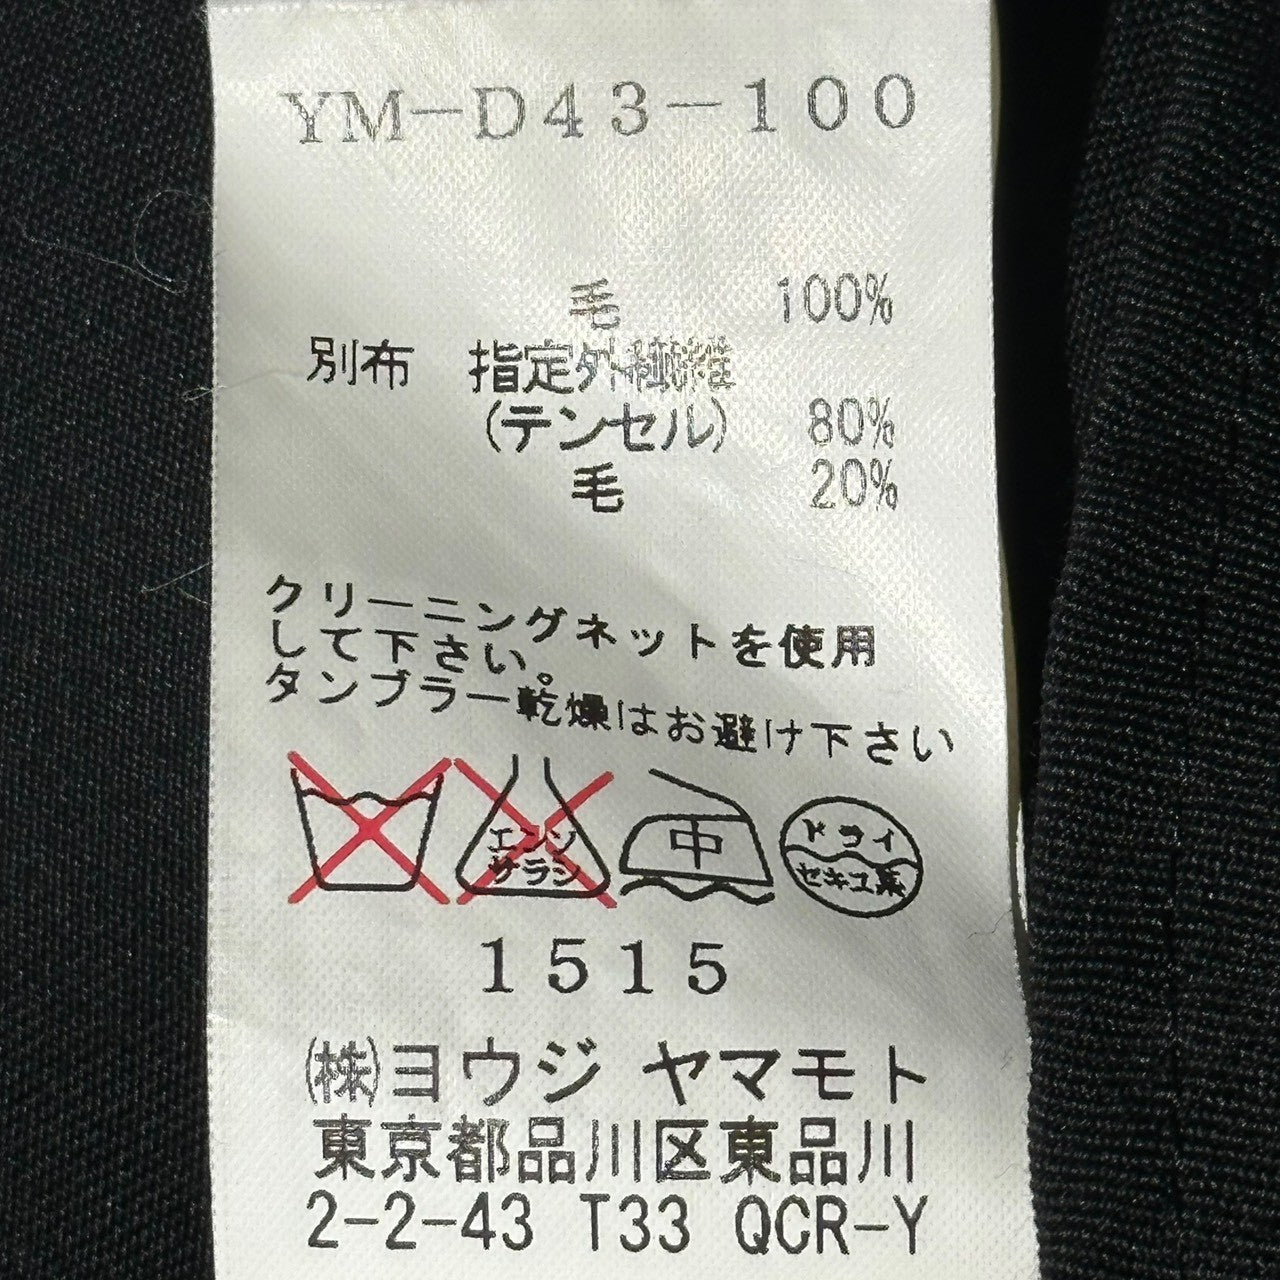 YM-D43-100
毛 100%
別布 指定外繊維
(テンセル) 80%
毛 20%
クリーニングネットを使用
して下さい。
タンブラー乾燥はお避け下さい
エンソ
サラシ
中
ドライ
セキユ系
1515
㈱ヨウジ ヤマモト
東京都品川区東品川
2-2-43 T33 QCR-Y